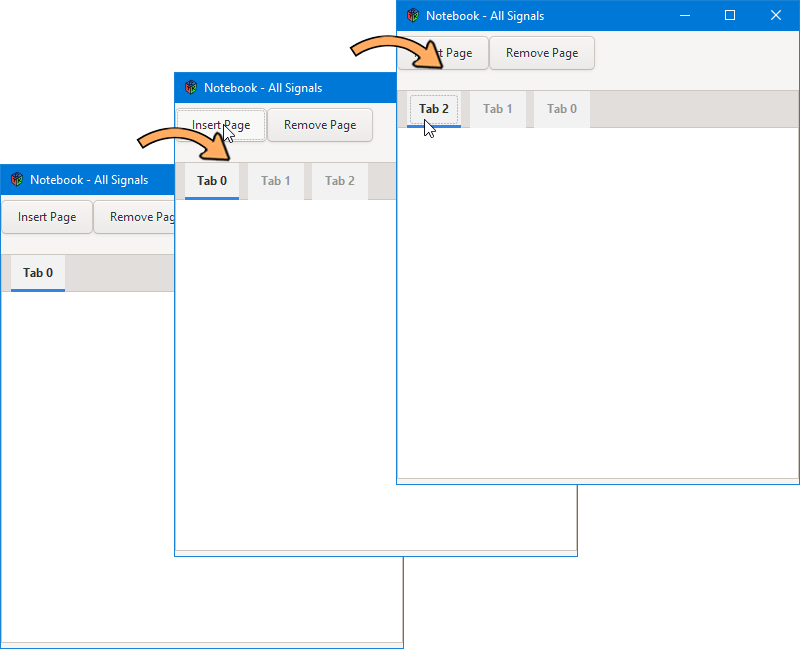 Notebook - All Signals
Page
Remove Page
Tab 2
Tab 1
Tab 0
Notebook - All Signals
Insert Page
Remove Page
Tab 0
Tab 1
Tab 2
Notebook - All Signals
Insert Page
Remove
Tab 0